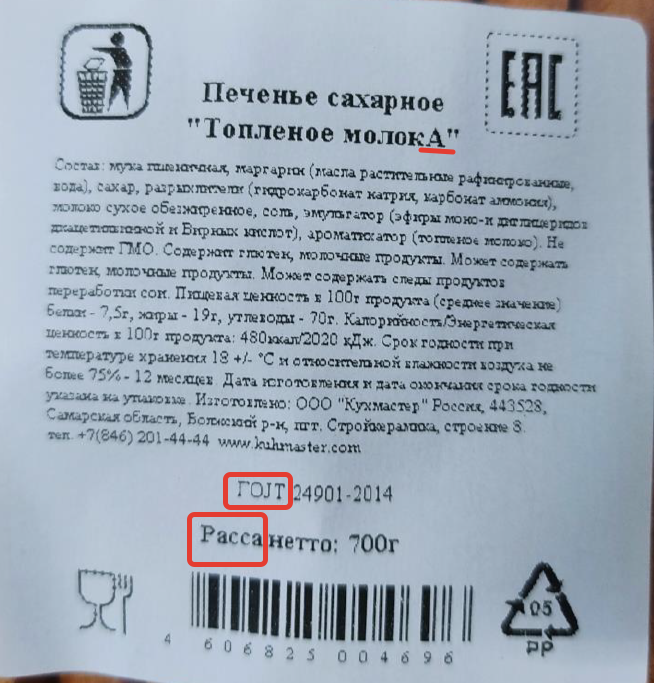 EAC
Печенье сахарное
"Топленое молокА"
Состав: мука пшеничная, маргарин (масла растительные рафинированные,
вода), сахар, разрыхлители (гидрокарбонат натрия, карбонат аммония),
молоко сухое обезжиренное, соль, эмульгатор (эфиры моно-и диглицеридов
диацетилвинной и Вирных кислот), ароматизатор (топленое молоко). Не
содержит ГМО. Содержит глютен, молочные продукты. Может содержать
глютен, молочные продукты. Может содержать следы продуктов
переработки сои. Пищевая ценность в 100г продукта (среднее значение)
белки - 7,5г, жиры - 19г, углеводы - 70г. Калорийность/Энергетическая
ценность в 100г продукта: 480ккал/2020 кДж. Срок годности при
температуре хранения 18 +/- °С и относительной влажности воздуха не
более 75% - 12 месяцев. Дата изготовления и дата окончания срока годности
указана на упаковке. Изготовлено: ООО "Кухмастер" Россия, 443528,
Самарская область, Волжский р-н, пгт. Стройкерамика, строение 8.
тел. +7(846) 201-44-44 www.kuhmaster.com
ГОJТ 24901-2014
Расса нетто: 700г
05
PP
4 606825 004696